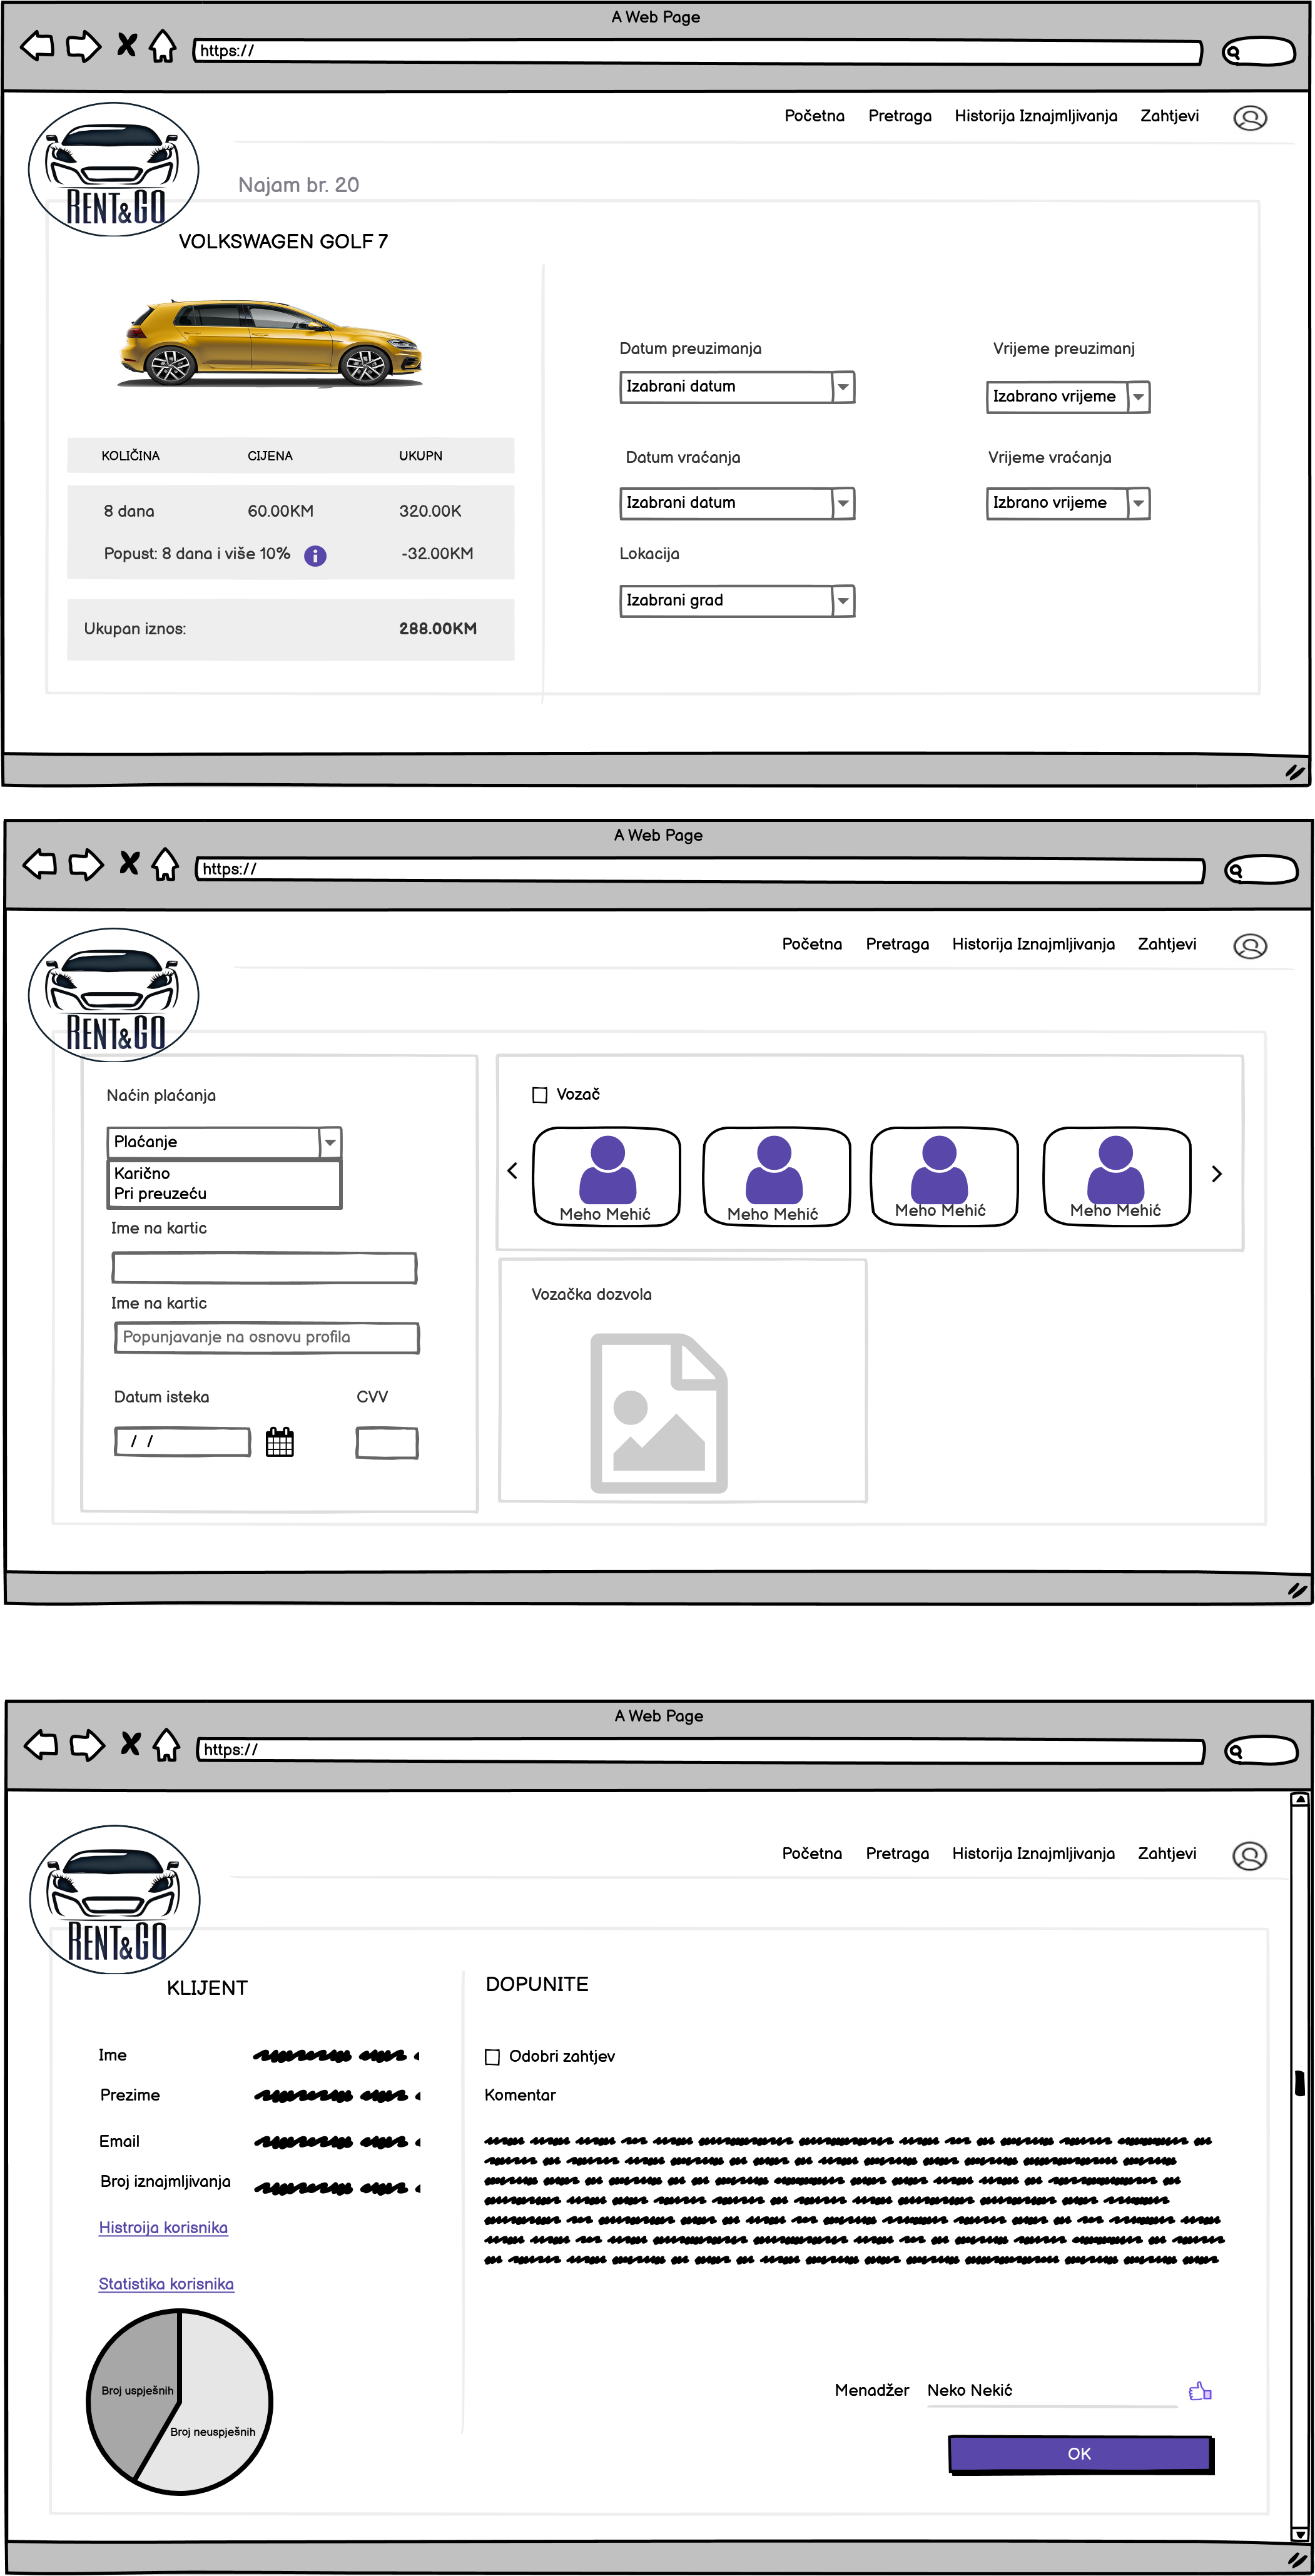 A Web Page
https://
Početna Pretraga Historija Iznajmljivanja Zahtjevi
RENT&GO
Najam br. 20
VOLKSWAGEN GOLF 7
Datum preuzimanja Vrijeme preuzimanj
Izabrani datum Izabrano vrijeme
KOLIČINA CIJENA UKUPN
Datum vraćanja Vrijeme vraćanja
8 dana 60.00KM 320.00K
Izabrani datum Izbrano vrijeme
Popust: 8 dana i više 10% -32.00KM
Lokacija
Izabrani grad
Ukupan iznos: 288.00KM
A Web Page
https://
Početna Pretraga Historija Iznajmljivanja Zahtjevi
RENT&GO
Naćin plaćanja
Plaćanje
Karično
Pri preuzeću
Ime na kartic
Ime na kartic
Popunjavanje na osnovu profila
Datum isteka CVV
/ /
Vozač
Meho Mehić Meho Mehić Meho Mehić Meho Mehić
Vozačka dozvola
A Web Page
https://
Početna Pretraga Historija Iznajmljivanja Zahtjevi
RENT&GO
KLIJENT
Ime
Prezime
Email
Broj iznajmljivanja
Histroija korisnika
Statistika korisnika
Broj uspješnih
Broj neuspješnih
DOPUNITE
Odobri zahtjev
Komentar
Menadžer Neko Nekić
OK